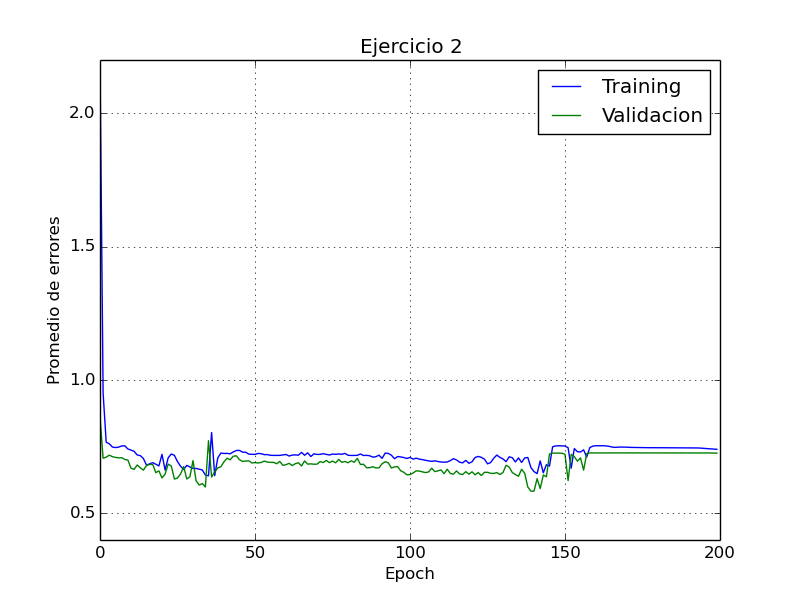 Ejercicio 2
Training
Validacion
Promedio de errores
2.0
1.5
1.0
0.5
0 50 100 150 200
Epoch